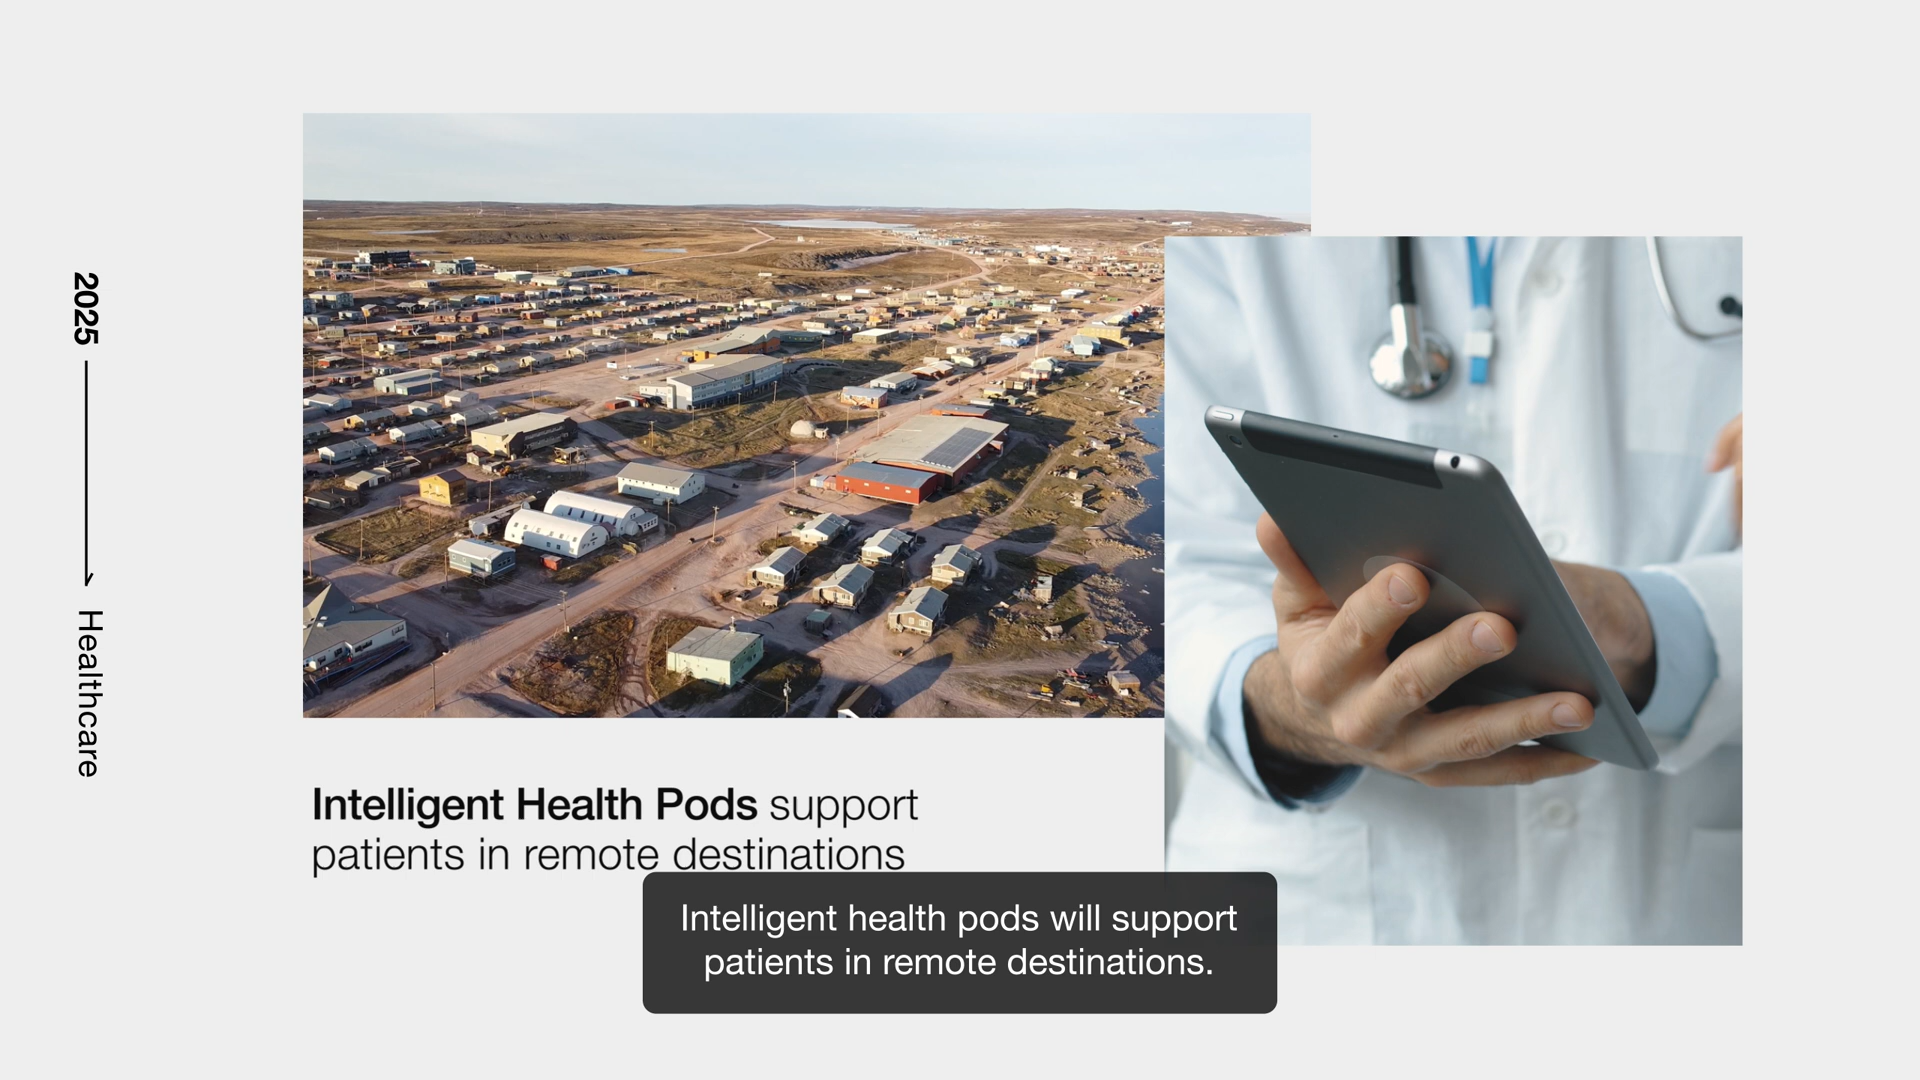 2025
Healthcare
Intelligent Health Pods support
patients in remote destinations
Intelligent health pods will support
patients in remote destinations.